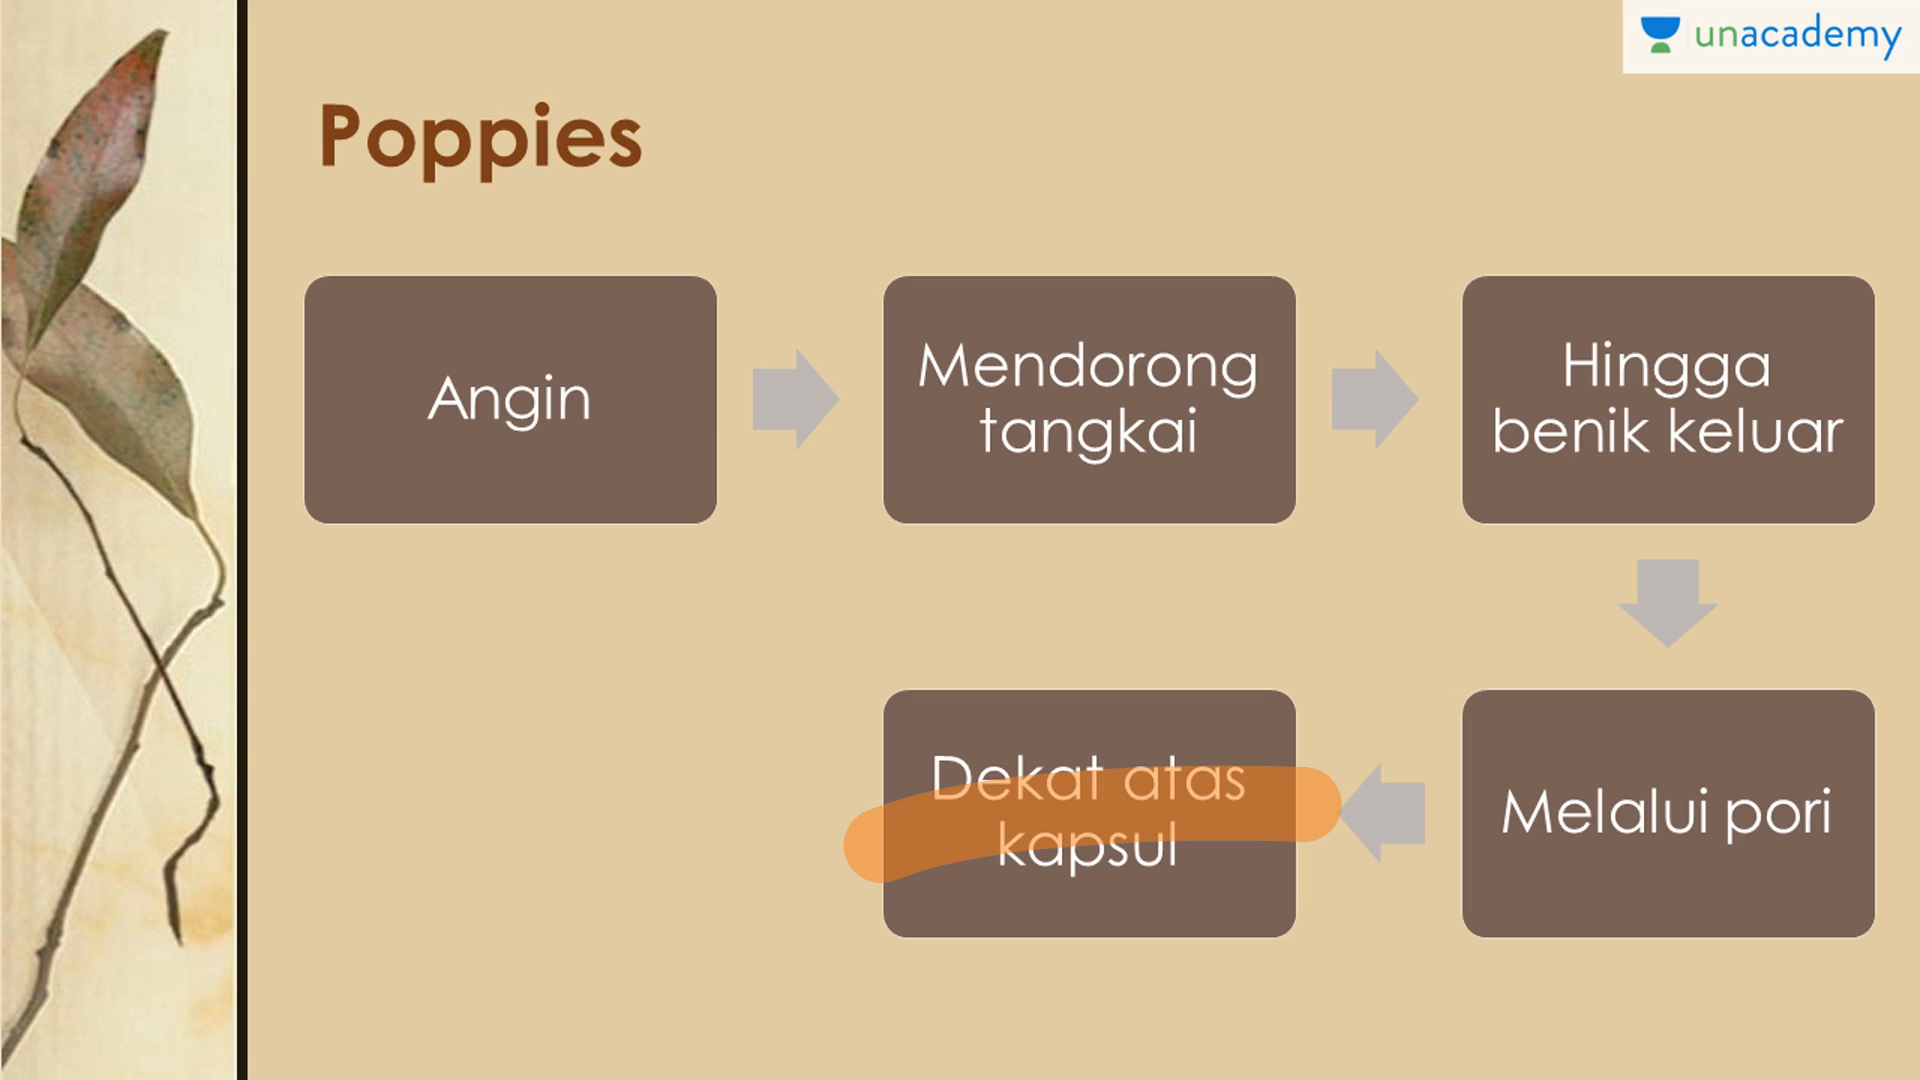 unacademy
Poppies
Angin
Mendorong
tangkai
Hingga
benik keluar
Melalui pori
Dekat atas
kapsul